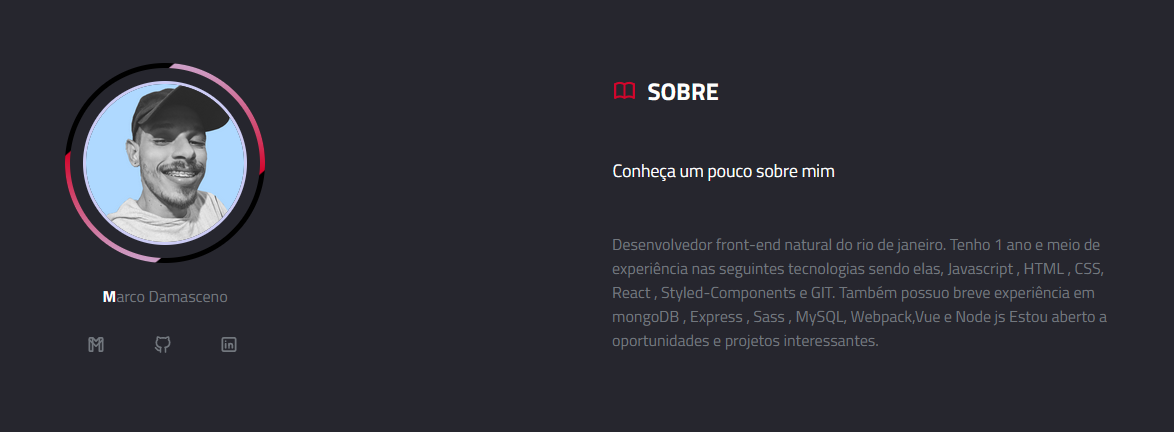 SOBRE
Conheça um pouco sobre mim
Desenvolvedor front-end natural do rio de janeiro. Tenho 1 ano e meio de
experiência nas seguintes tecnologias sendo elas, Javascript , HTML , CSS,
React , Styled-Components e GIT. Também possuo breve experiência em
mongoDB , Express , Sass , MySQL, Webpack,Vue e Node js Estou aberto a
oportunidades e projetos interessantes.
Marco Damasceno